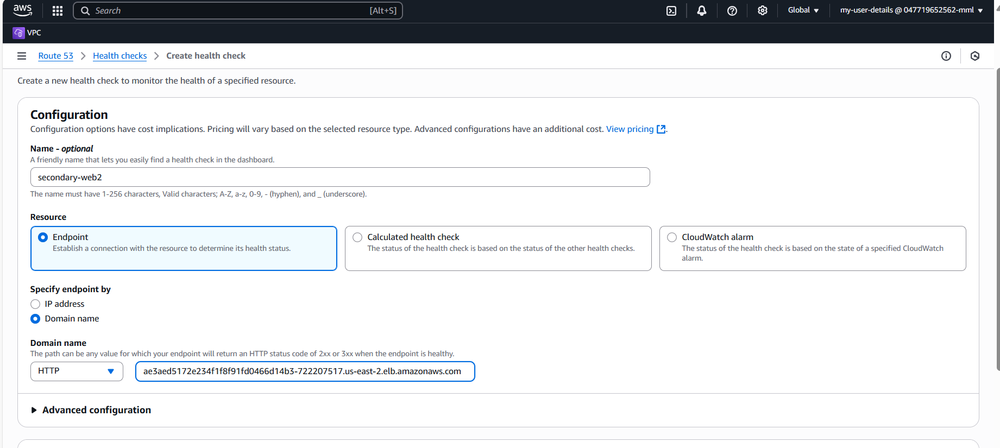 aws
Search [Alt+S]
Global
my-user-details @ 047719652562-mml
VPC
Route 53 Health checks Create health check
Create a new health check to monitor the health of a specified resource.
Configuration
Configuration options have cost implications. Pricing will vary based on the selected resource type. Advanced configurations have an additional cost. View pricing .
Name - optional
A friendly name that lets you easily find a health check in the dashboard.
secondary-web2
The name must have 1-256 characters, Valid characters; A-Z, a-z, 0-9, - (hyphen), and _ (underscore).
Resource
Endpoint
Establish a connection with the resource to determine its health status.
Calculated health check
The status of the health check is based on the status of the other health checks.
CloudWatch alarm
The status of the health check is based on the state of a specified CloudWatch
alarm.
Specify endpoint by
IP address
Domain name
Domain name
The path can be any value for which your endpoint will return an HTTP status code of 2xx or 3xx when the endpoint is healthy.
HTTP
ae3aed5172e234f1f8f91fd0466d14b3-722207517.us-east-2.elb.amazonaws.com
Advanced configuration